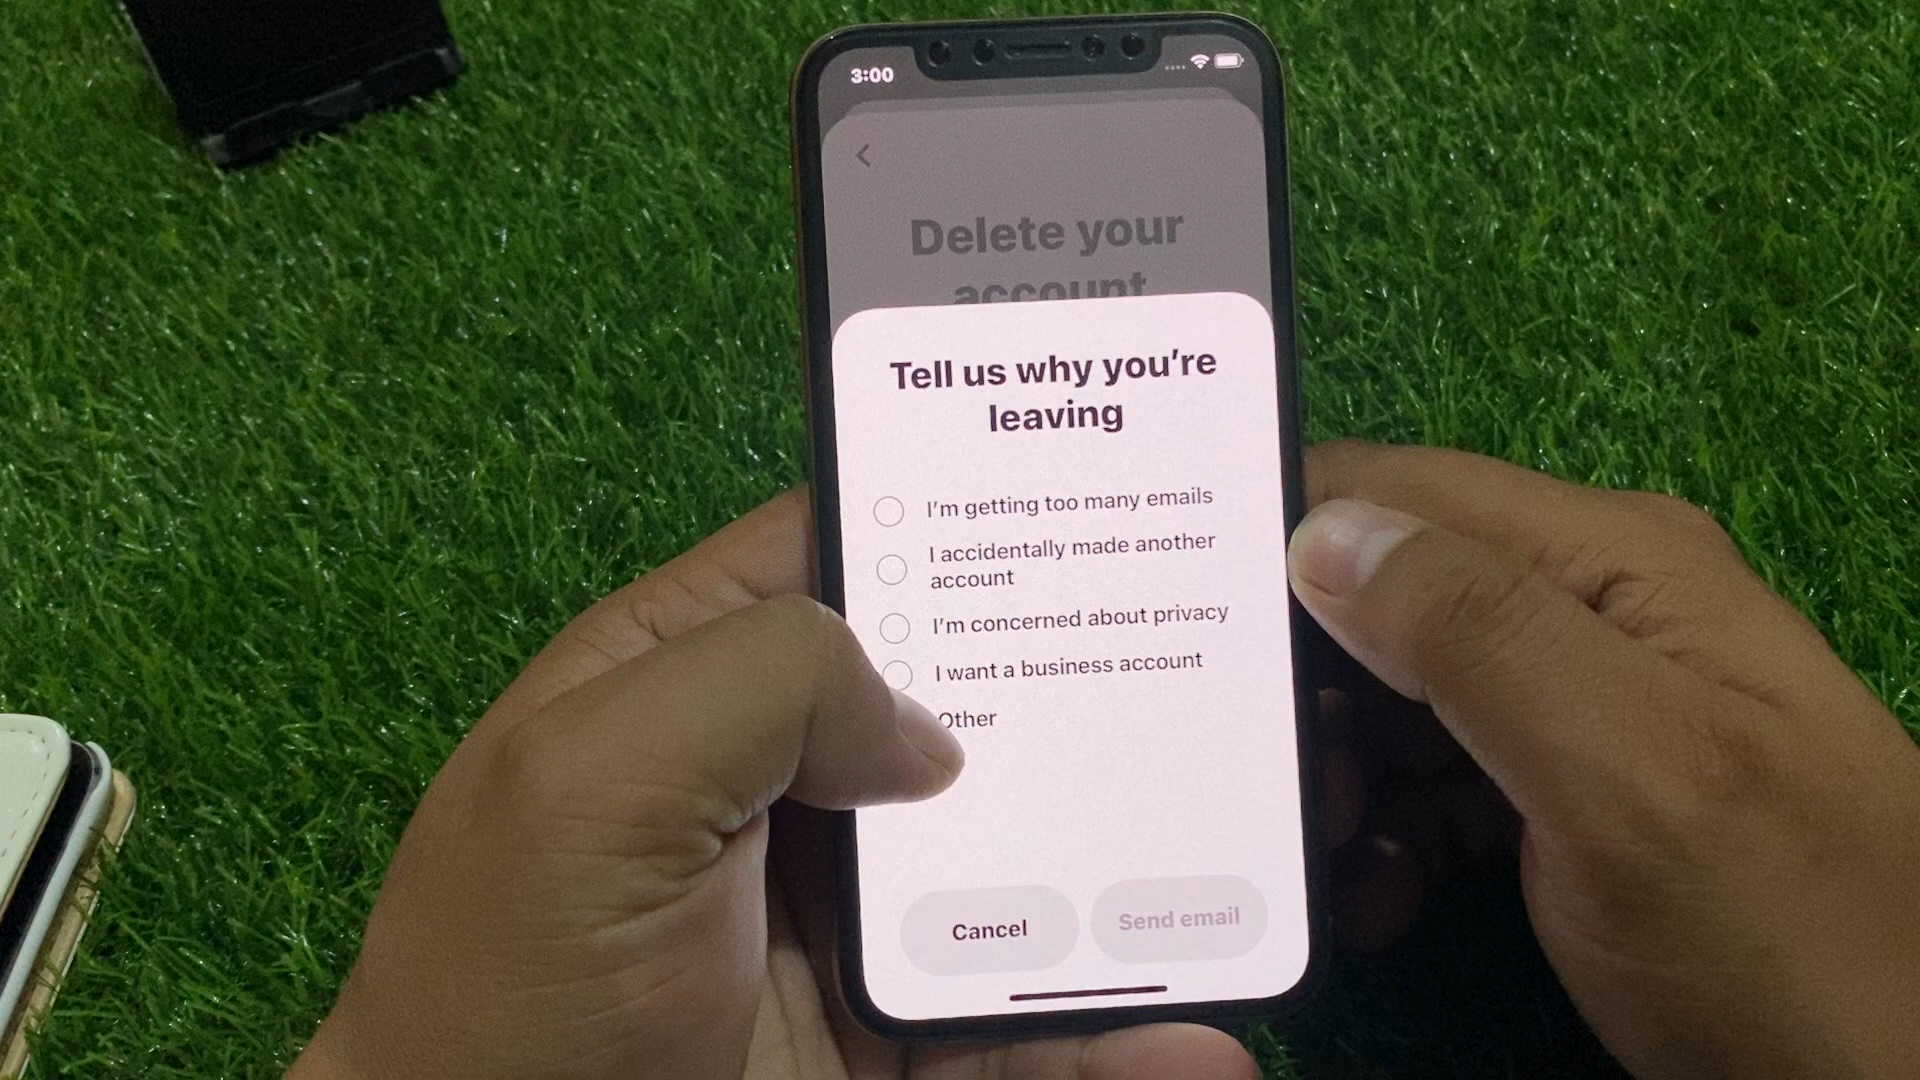 3:00
Delete your
account
Tell us why you're
leaving
I'm getting too many emails
I accidentally made another
account
I'm concerned about privacy
I want a business account
Other
Cancel
Send email